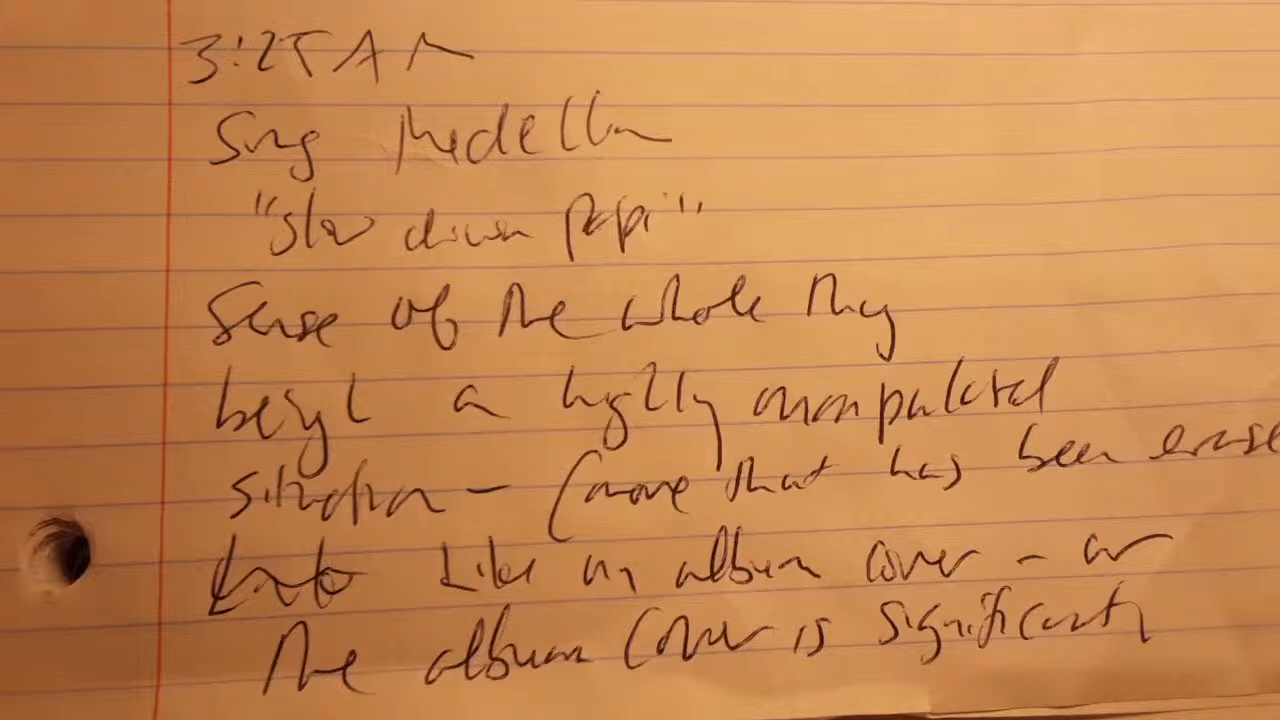 3:25 AM
Song Medellin
"Slow down papi"
Sense of the whole thing
being a highly manipulated
situation - (more that has been erase
Like an album cover - or
the album cover is significant